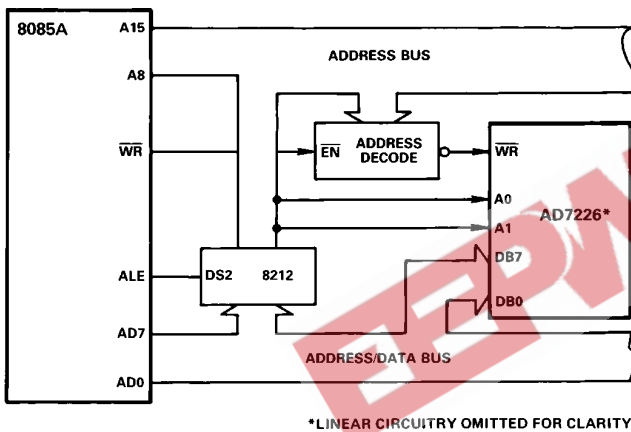 8085A
A15
ADDRESS BUS
A8
EN
ADDRESS
DECODE
WR
WR
A0
AD7226*
A1
DB7
ALE
DS2
8212
DB0
AD7
ADDRESS/DATA BUS
AD0
*LINEAR CIRCUITRY OMITTED FOR CLARITY
EEPW